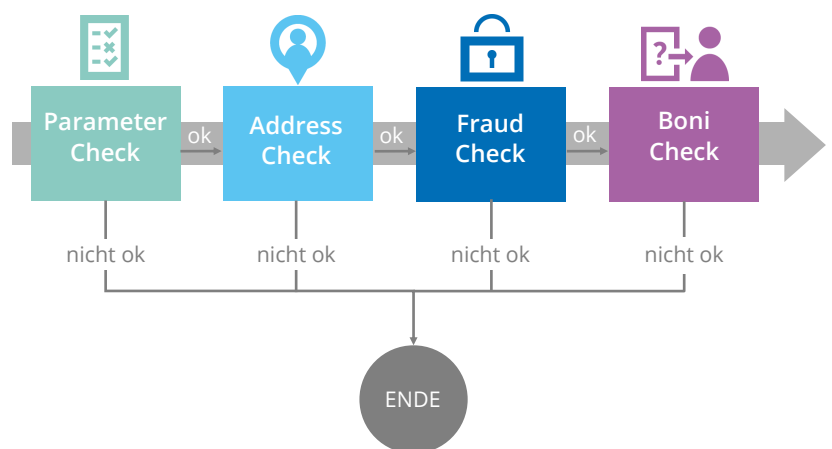 ?
Parameter
Check
ok
Address
Check
ok
Fraud
Check
ok
Boni
Check
nicht ok
nicht ok
nicht ok
nicht ok
ENDE